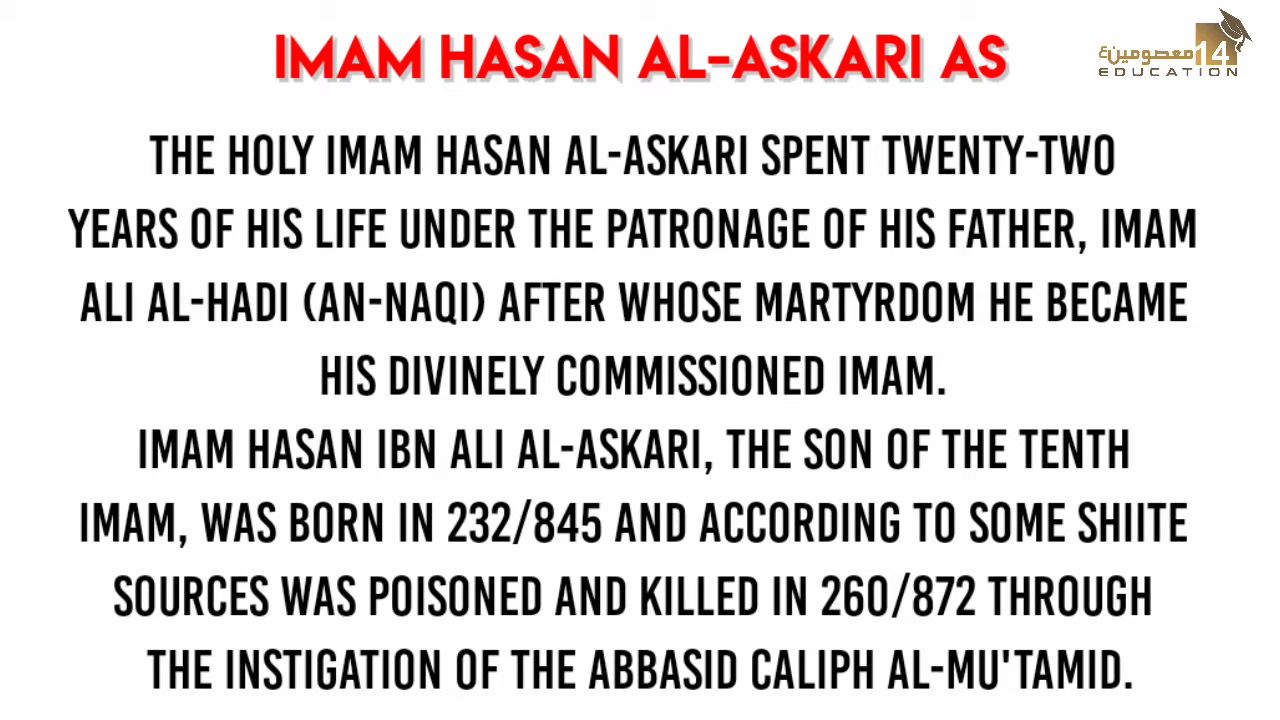 IMAM HASAN AL-ASKARI AS
معصومینؑ 14
EDUCATION
THE HOLY IMAM HASAN AL-ASKARI SPENT TWENTY-TWO
YEARS OF HIS LIFE UNDER THE PATRONAGE OF HIS FATHER, IMAM
ALI AL-HADI (AN-NAQI) AFTER WHOSE MARTYRDOM HE BECAME
HIS DIVINELY COMMISSIONED IMAM.
IMAM HASAN IBN ALI AL-ASKARI, THE SON OF THE TENTH
IMAM, WAS BORN IN 232/845 AND ACCORDING TO SOME SHIITE
SOURCES WAS POISONED AND KILLED IN 260/872 THROUGH
THE INSTIGATION OF THE ABBASID CALIPH AL-MU'TAMID.